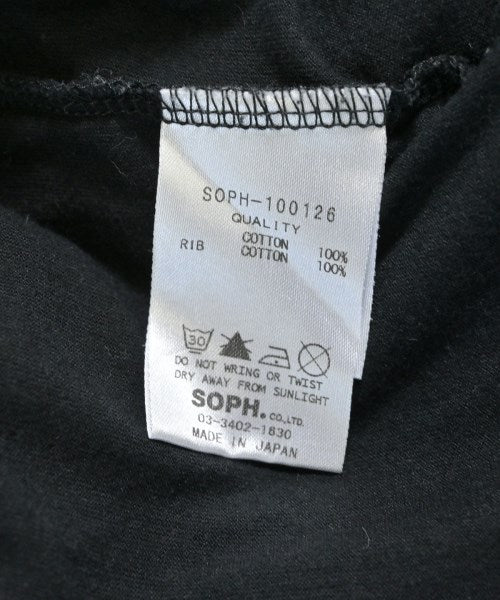 SOPH-100126
QUALITY
COTTON 100%
RIB COTTON 100%
30
DO NOT WRING OR TWIST
DRY AWAY FROM SUNLIGHT
SOPH. CO.,LTD.
03-3402-1830
MADE IN JAPAN